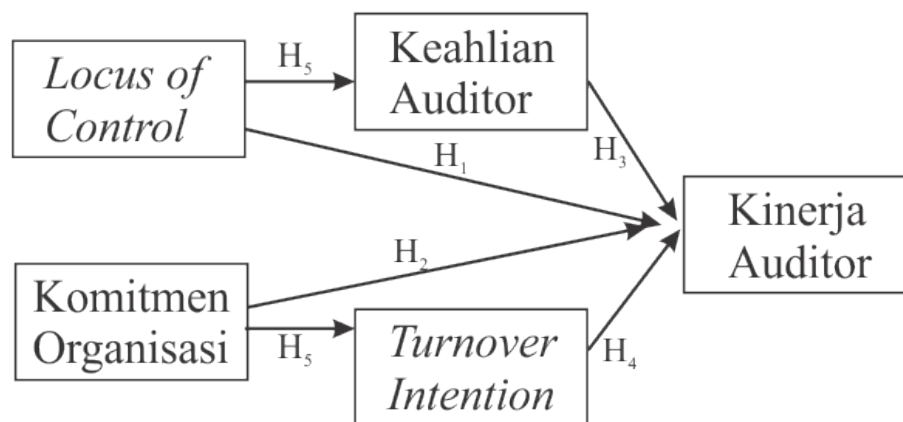 Locus of
Control
H₅
Keahlian
Auditor
H₁
H₃
Kinerja
Auditor
Komitmen
Organisasi
H₂
H₅
Turnover
Intention
H₄